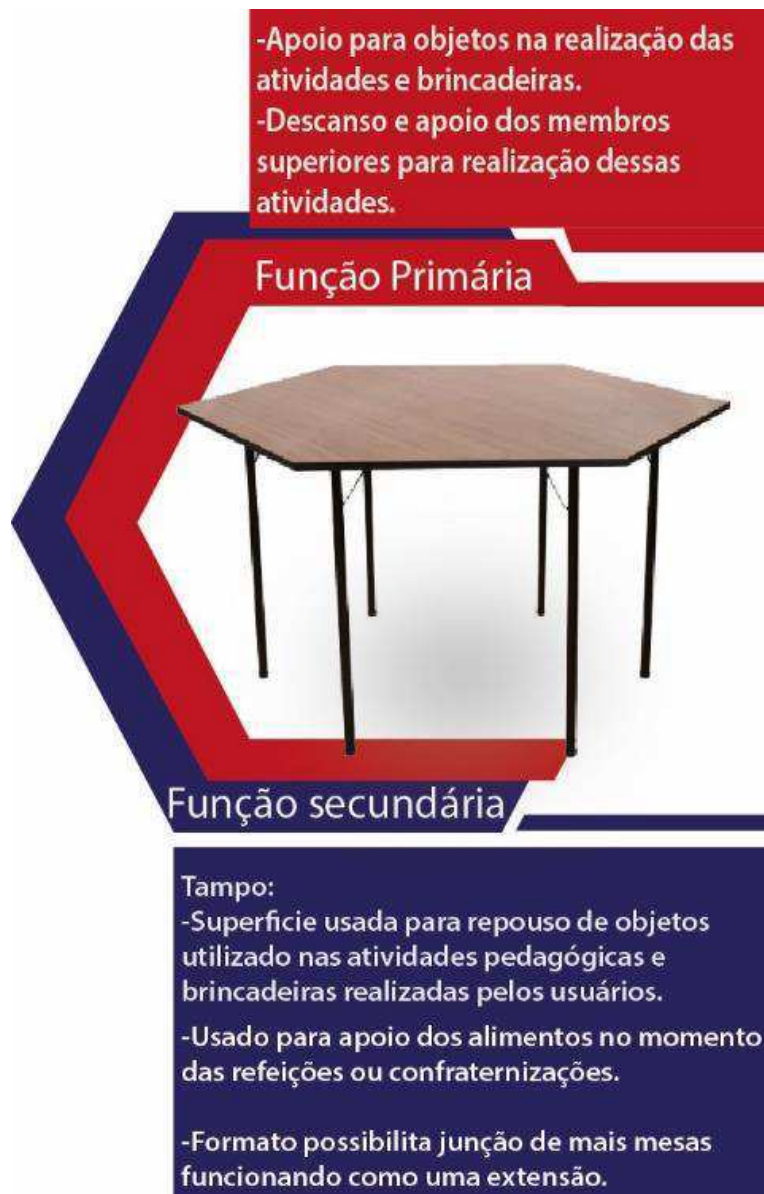 -Apoio para objetos na realização das
atividades e brincadeiras.
-Descanso e apoio dos membros
superiores para realização dessas
atividades.
Função Primária
Função secundária
Tampo:
-Superficie usada para repouso de objetos
utilizado nas atividades pedagógicas e
brincadeiras realizadas pelos usuários.
-Usado para apoio dos alimentos no momento
das refeições ou confraternizações.
-Formato possibilita junção de mais mesas
funcionando como uma extensão.